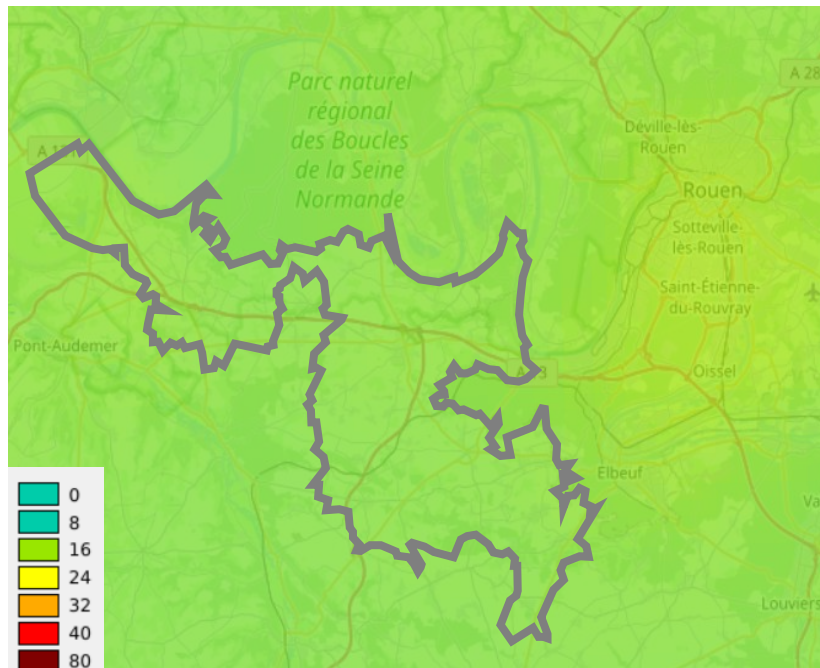 A 28
Parc naturel
régional
des Boucles
de la Seine
Normande
Déville-lès-
Rouen
Rouen
Sotteville-
lès-Rouen
Saint-Étienne-
du-Rouvray
Pont-Audemer
Oissel
Elbeuf
Louviers
0
8
16
24
32
40
80